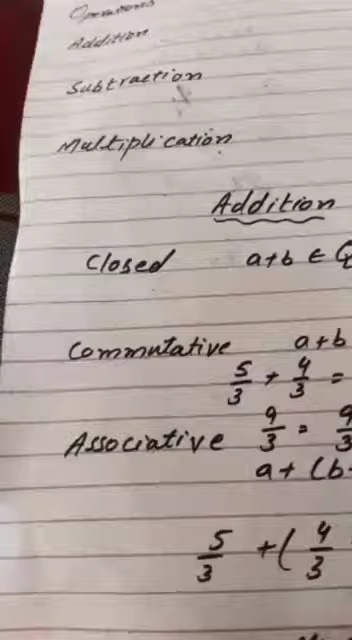 Operations
Addition
Subtraction
Multiplication
Addition
Closed a+b ∈ Q
Commutative a+b
5/3 + 4/3 =
9/3 = 9/3
Associative
a + (b
5/3 + ( 4/3